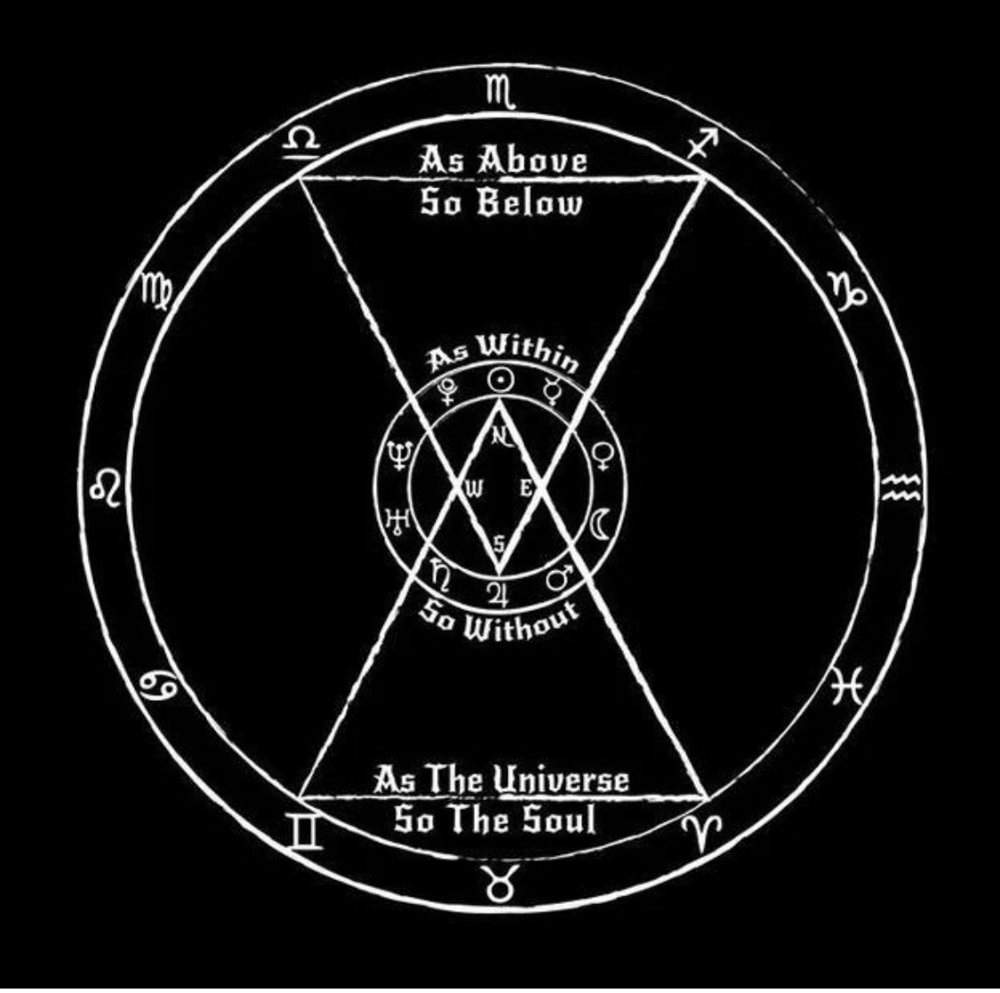 As Above
So Below
As Within
N
W E
S
So Without
As The Universe
So The Soul